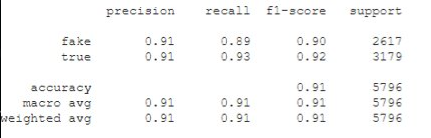 precision recall f1-score support
fake 0.91 0.89 0.90 2617
true 0.91 0.93 0.92 3179
accuracy 0.91 5796
macro avg 0.91 0.91 0.91 5796
weighted avg 0.91 0.91 0.91 5796